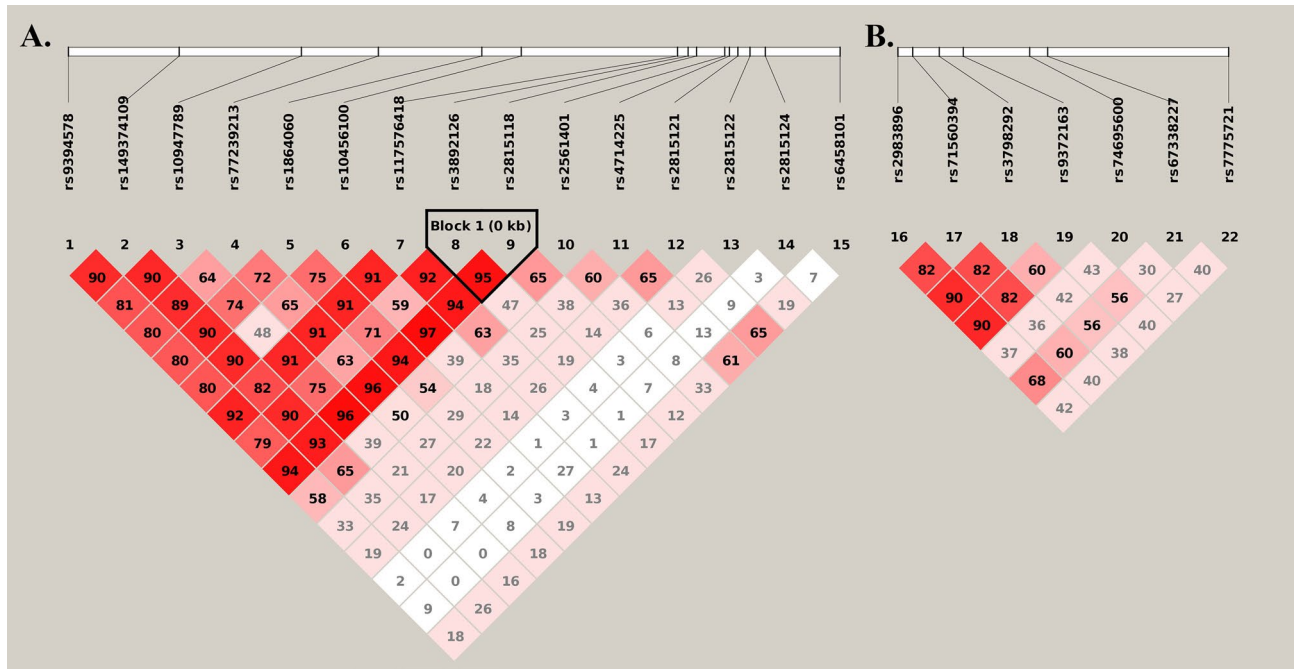 A.
rs9394578
rs149374109
rs10947789
rs77239213
rs1864060
rs10456100
rs117576418
rs3892126
rs2815118
rs2561401
rs4714225
rs2815121
rs2815122
rs2815124
rs6458101
Block 1 (0 kb)
1 2 3 4 5 6 7 8 9 10 11 12 13 14 15
90 90 64 72 75 91 92 95 65 60 65 26 3 7
81 89 74 65 91 59 94 47 38 36 13 9 19
80 90 48 91 71 97 63 25 14 6 13 65
80 90 91 63 94 39 35 19 3 8 61
80 82 75 96 54 18 26 4 7 33
92 90 96 50 29 14 3 1 12
79 93 39 27 22 1 1 17
94 65 21 20 2 27 24
58 35 17 4 3 13
33 24 7 8 19
19 0 0 18
2 0 16
9 26
18
B.
rs2983896
rs71560394
rs3798292
rs9372163
rs74695600
rs67338227
rs77775721
16 17 18 19 20 21 22
82 82 60 43 30 40
90 82 42 56 27
90 36 56 40
37 60 38
68 40
42